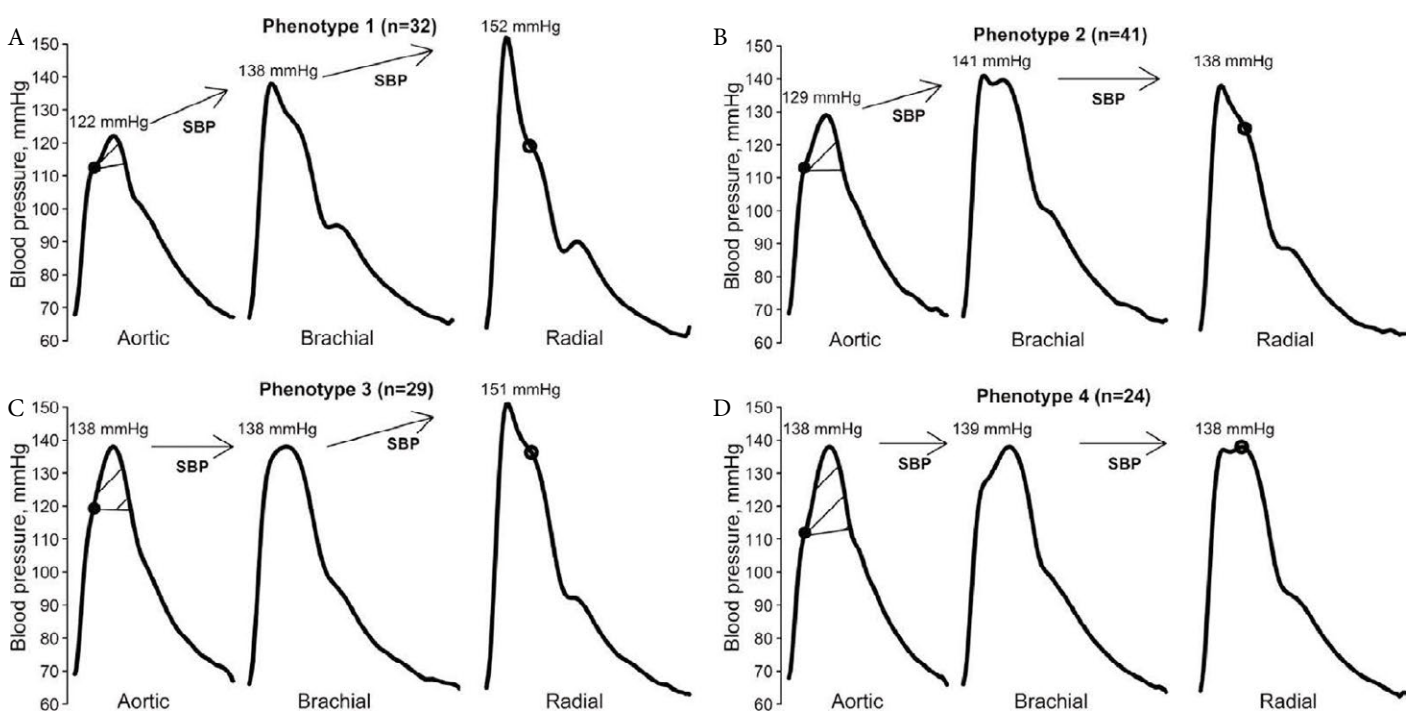 A
Phenotype 1 (n=32)
Blood pressure, mmHg
150
140
130
120
110
100
90
80
70
60
122 mmHg
SBP
138 mmHg
SBP
152 mmHg
Aortic
Brachial
Radial
B
Phenotype 2 (n=41)
Blood pressure, mmHg
150
140
130
120
110
100
90
80
70
60
129 mmHg
SBP
141 mmHg
SBP
138 mmHg
Aortic
Brachial
Radial
C
Phenotype 3 (n=29)
Blood pressure, mmHg
150
140
130
120
110
100
90
80
70
60
138 mmHg
SBP
138 mmHg
SBP
151 mmHg
Aortic
Brachial
Radial
D
Phenotype 4 (n=24)
Blood pressure, mmHg
150
140
130
120
110
100
90
80
70
60
138 mmHg
SBP
139 mmHg
SBP
138 mmHg
Aortic
Brachial
Radial